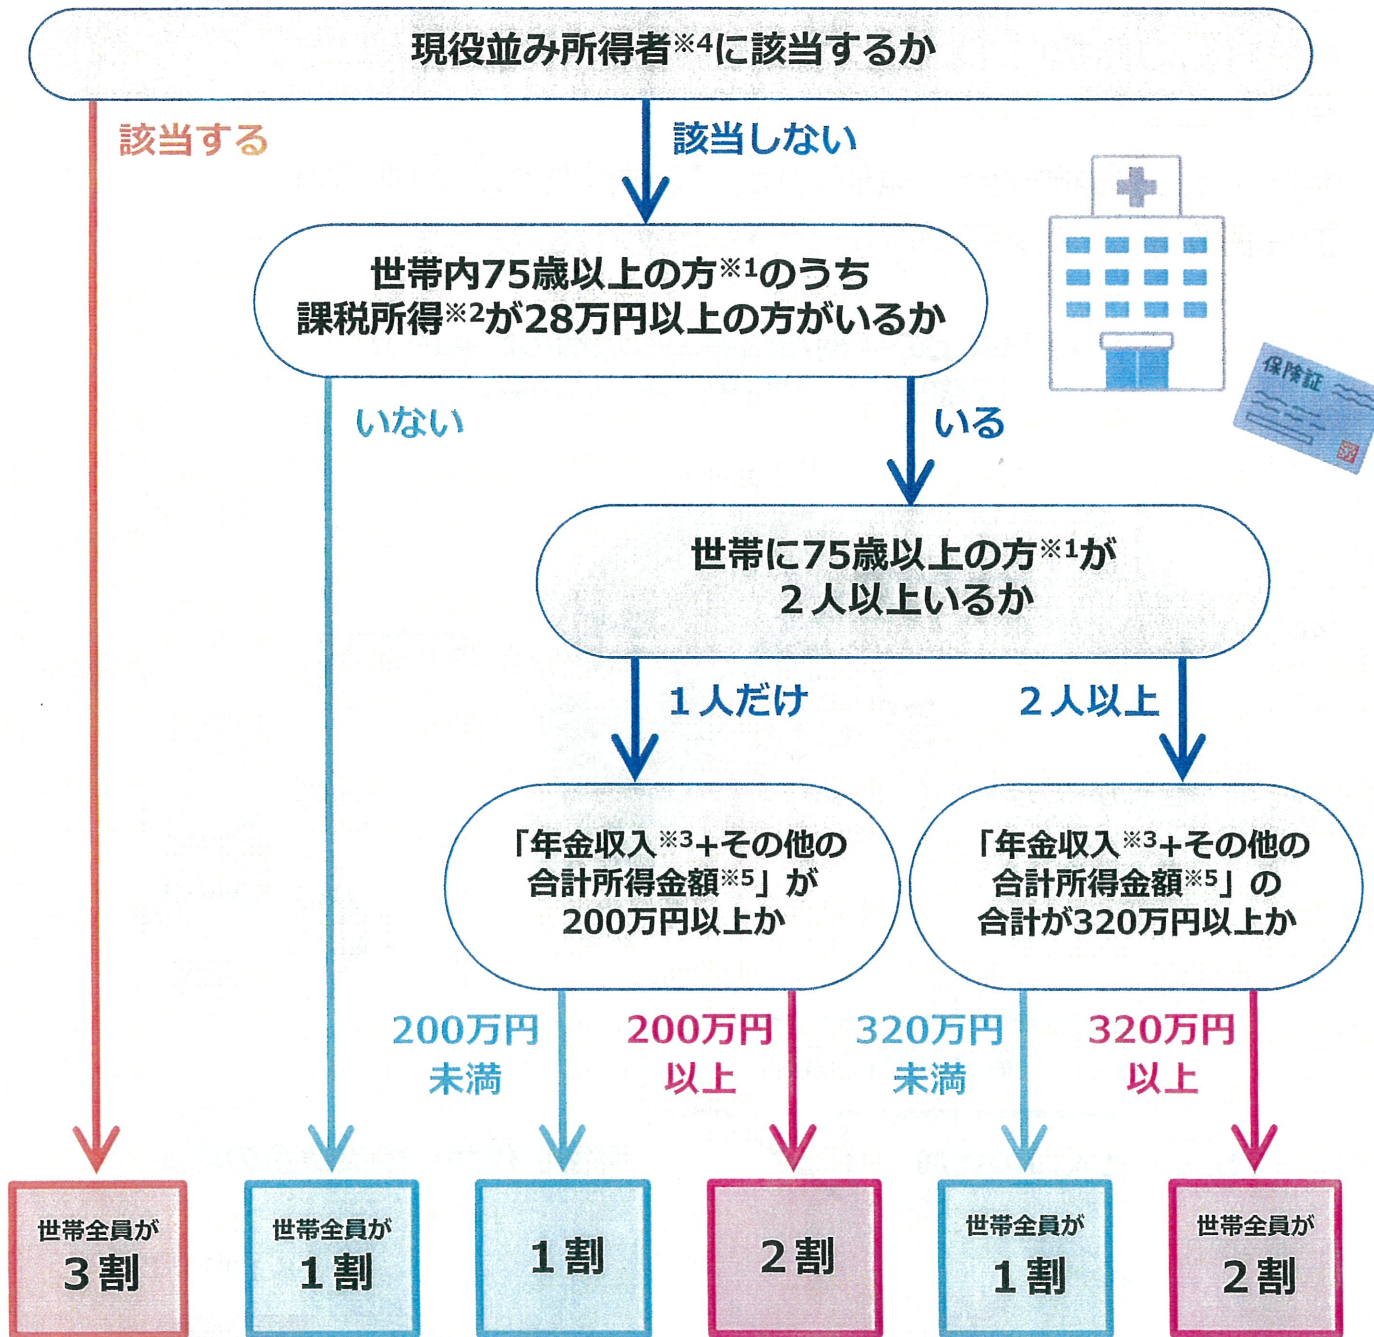 現役並み所得者※4に該当するか
該当する
該当しない
世帯内75歳以上の方※1のうち
課税所得※2が28万円以上の方がいるか
保険証
いない
いる
世帯に75歳以上の方※1が
２人以上いるか
１人だけ
２人以上
「年金収入※3+その他の
合計所得金額※5」が
200万円以上か
「年金収入※3+その他の
合計所得金額※5」の
合計が320万円以上か
200万円
未満
200万円
以上
320万円
未満
320万円
以上
世帯全員が
３割
世帯全員が
１割
１割
２割
世帯全員が
１割
世帯全員が
２割